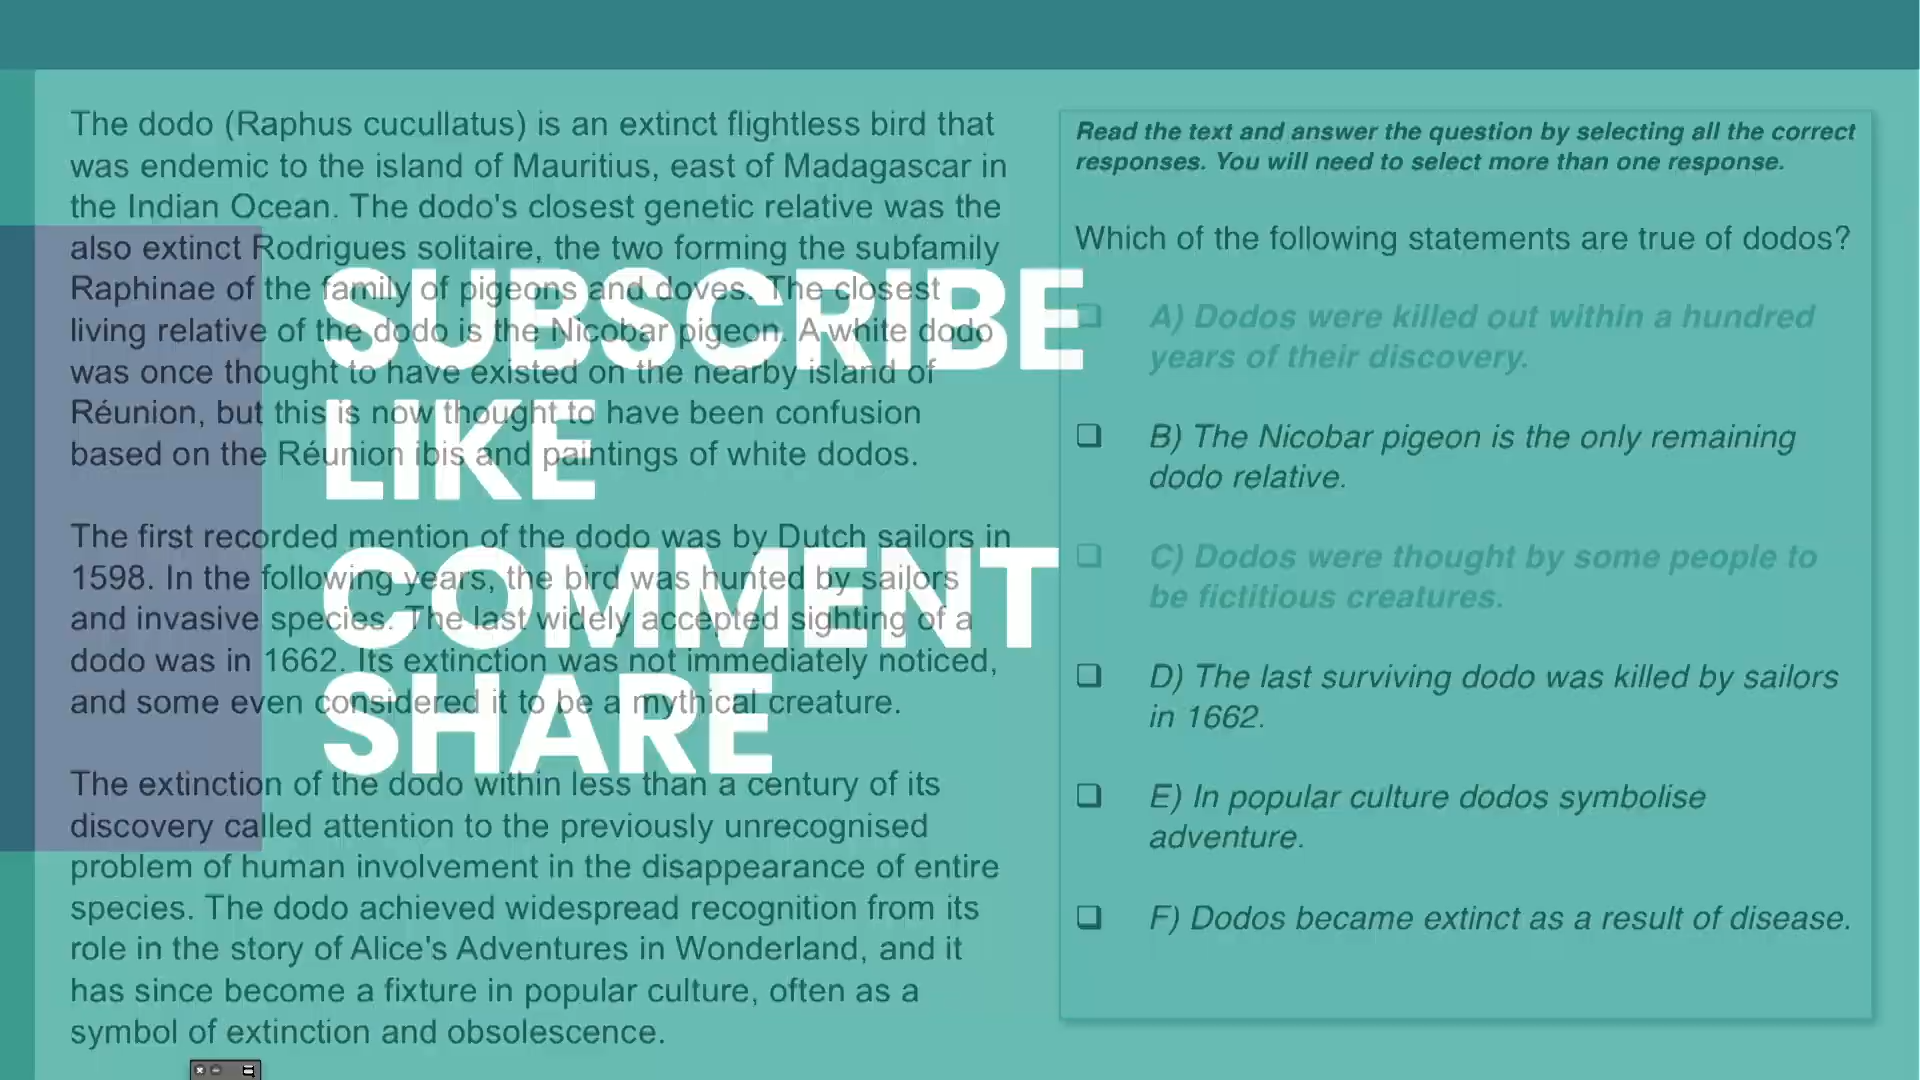 The dodo (Raphus cucullatus) is an extinct flightless bird that
was endemic to the island of Mauritius, east of Madagascar in
the Indian Ocean. The dodo's closest genetic relative was the
also extinct Rodrigues solitaire, the two forming the subfamily
Raphinae of the family of pigeons and doves. The closest
living relative of the dodo is the Nicobar pigeon. A white dodo
was once thought to have existed on the nearby island of
Réunion, but this is now thought to have been confusion
based on the Réunion ibis and paintings of white dodos.
The first recorded mention of the dodo was by Dutch sailors in
1598. In the following years, the bird was hunted by sailors
and invasive species. The last widely accepted sighting of a
dodo was in 1662. Its extinction was not immediately noticed,
and some even considered it to be a mythical creature.
The extinction of the dodo within less than a century of its
discovery called attention to the previously unrecognised
problem of human involvement in the disappearance of entire
species. The dodo achieved widespread recognition from its
role in the story of Alice's Adventures in Wonderland, and it
has since become a fixture in popular culture, often as a
symbol of extinction and obsolescence.
SUBSCRIBE
LIKE
COMMENT
SHARE
Read the text and answer the question by selecting all the correct
responses. You will need to select more than one response.
Which of the following statements are true of dodos?
A) Dodos were killed out within a hundred
years of their discovery.
B) The Nicobar pigeon is the only remaining
dodo relative.
C) Dodos were thought by some people to
be fictitious creatures.
D) The last surviving dodo was killed by sailors
in 1662.
E) In popular culture dodos symbolise
adventure.
F) Dodos became extinct as a result of disease.